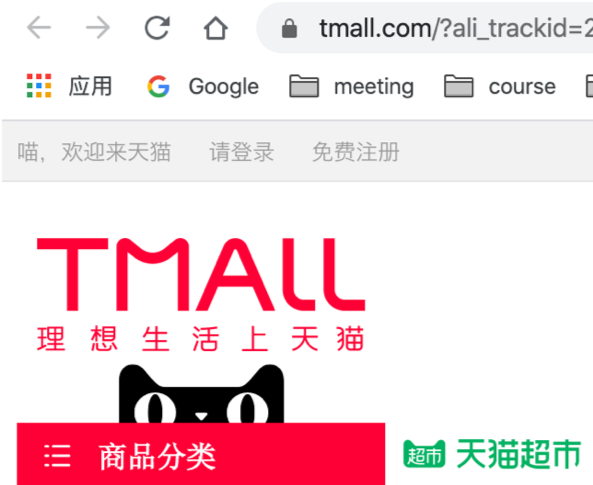 tmall.com/?ali_trackid=2
应用 Google meeting course
喵，欢迎来天猫 请登录 免费注册
TMALL
理想生活上天猫
商品分类 超市 天猫超市